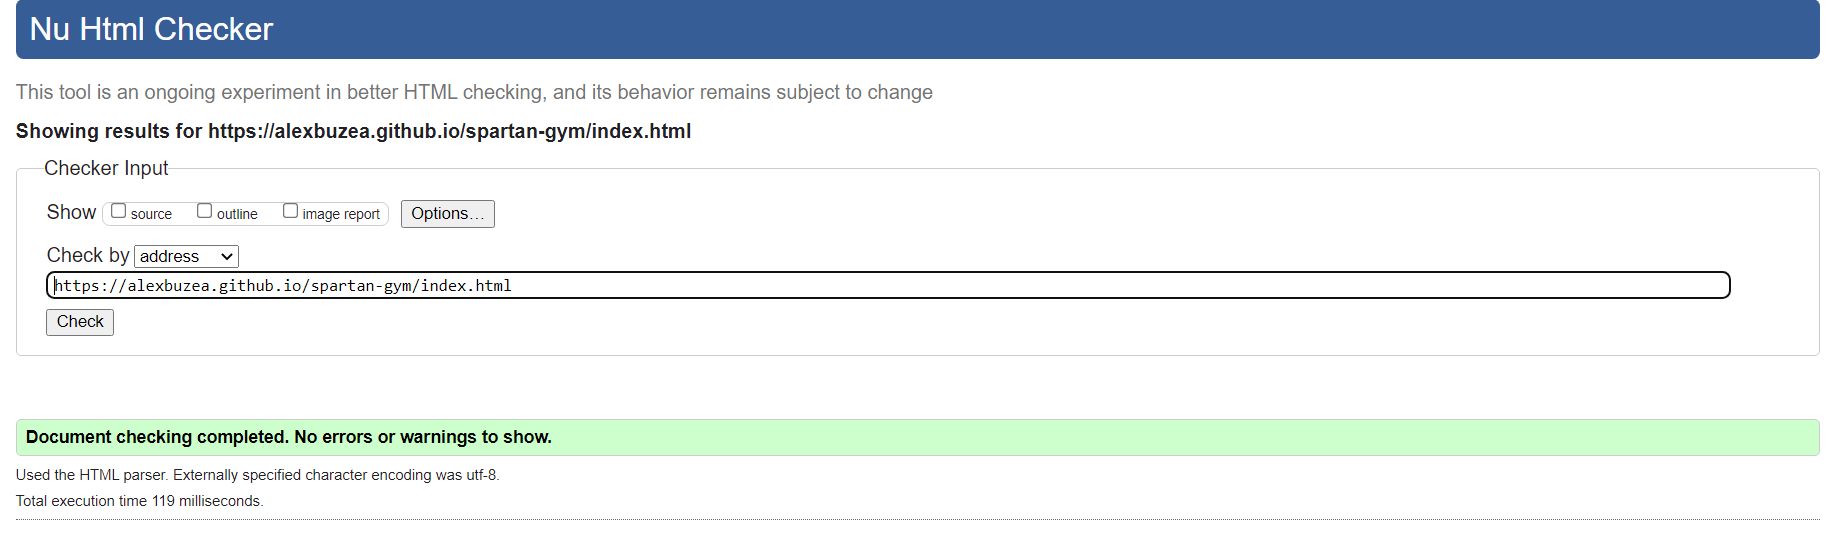 Nu Html Checker
This tool is an ongoing experiment in better HTML checking, and its behavior remains subject to change
Showing results for https://alexbuzea.github.io/spartan-gym/index.html
Checker Input
Show source outline image report Options...
Check by address
https://alexbuzea.github.io/spartan-gym/index.html
Check
Document checking completed. No errors or warnings to show.
Used the HTML parser. Externally specified character encoding was utf-8.
Total execution time 119 milliseconds.